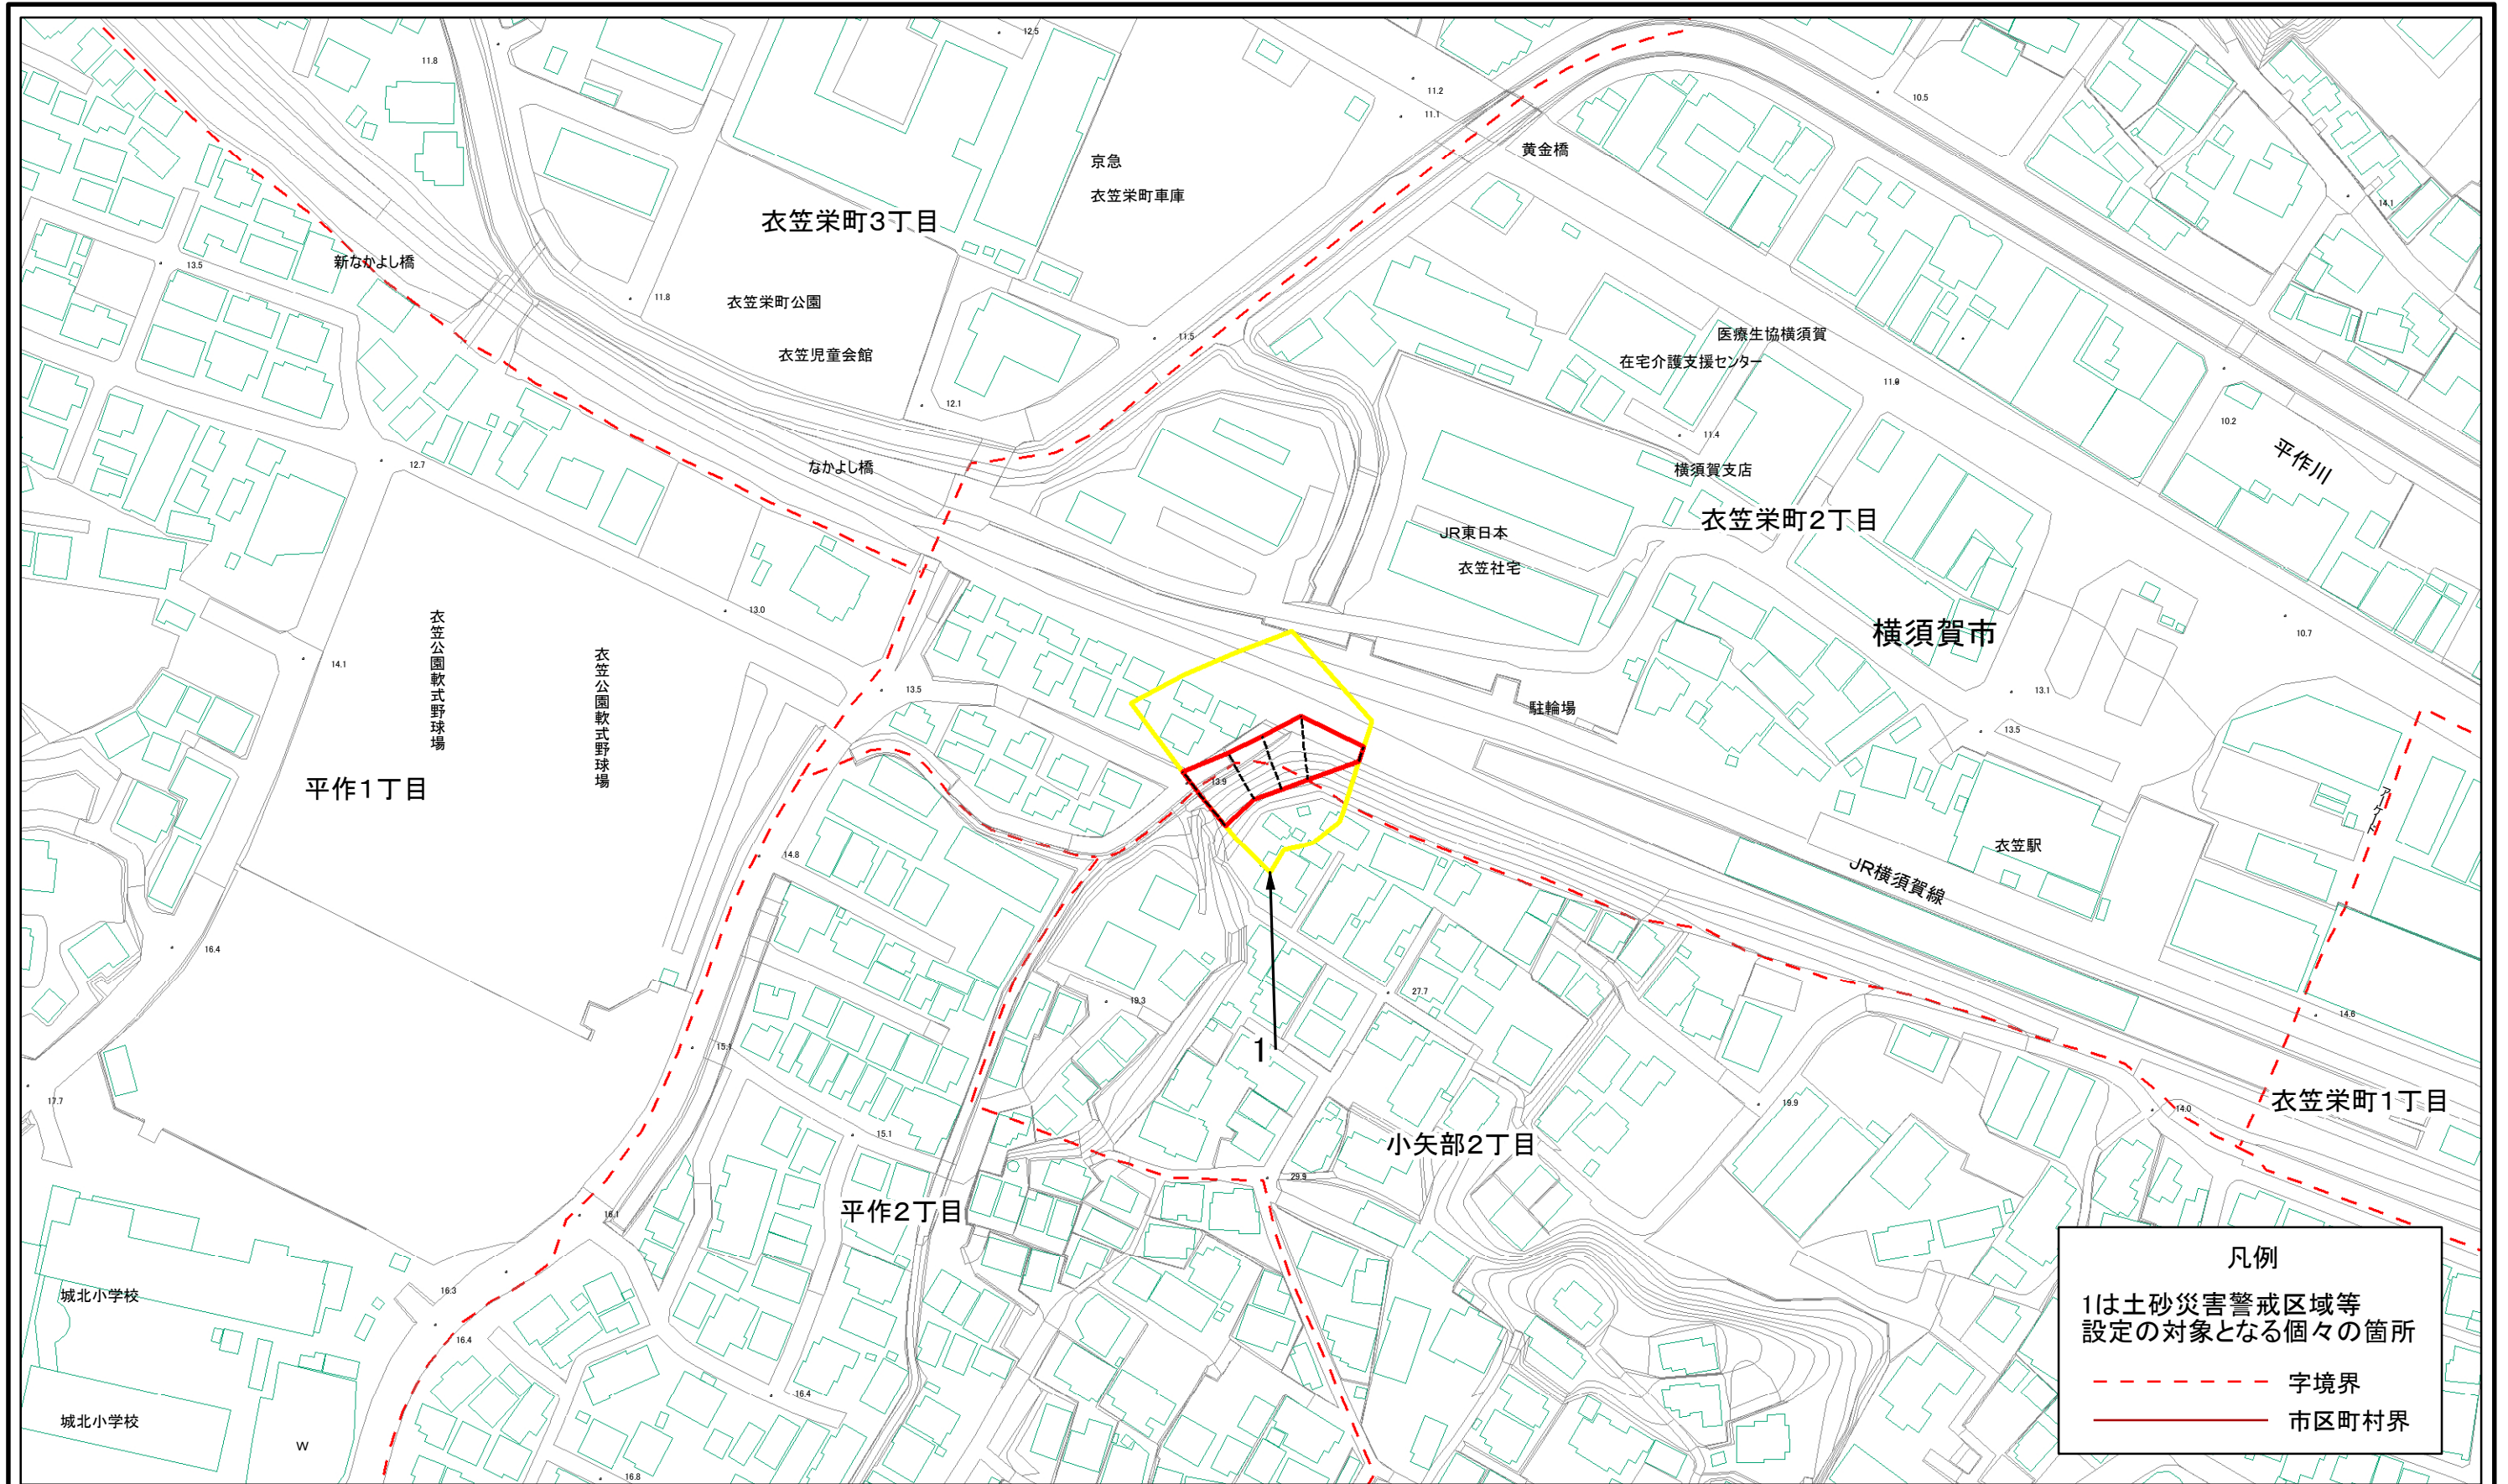 12.5
11.8
11.2
11.1
10.5
黄金橋
京急
衣笠栄町車庫
14.1
衣笠栄町3丁目
新なかよし橋
13.5
11.8
衣笠栄町公園
11.5
医療生協横須賀
衣笠児童会館
在宅介護支援センター
12.1
10.2
11.4
平作川
12.7
なかよし橋
横須賀支店
衣笠栄町2丁目
JR東日本
衣笠社宅
13.0
横須賀市
10.7
衣笠公園軟式野球場
衣笠公園軟式野球場
14.1
13.5
13.1
駐輪場
13.5
平作1丁目
13.9
アーケード
衣笠駅
14.8
JR横須賀線
16.4
27.7
19.3
14.6
15.1
1
17.7
19.9
14.0
衣笠栄町1丁目
15.1
小矢部2丁目
29.9
平作2丁目
16.1
凡例
1は土砂災害警戒区域等
設定の対象となる個々の箇所
字境界
市区町村界
16.3
城北小学校
16.4
16.4
城北小学校
W
16.8